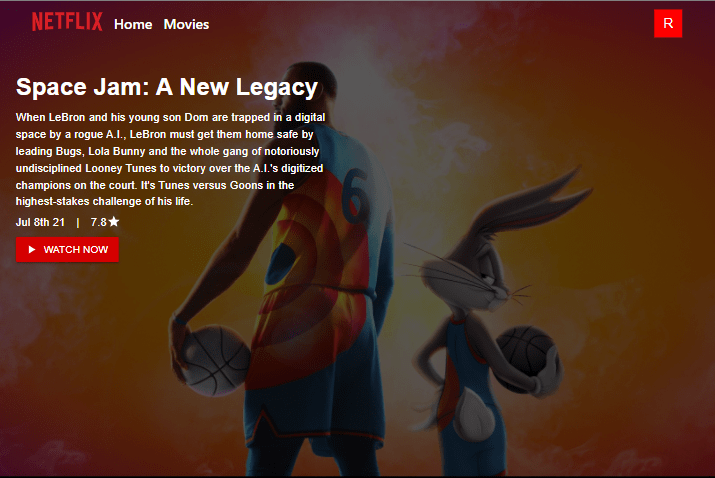 NETFLIX Home Movies R
Space Jam: A New Legacy
When LeBron and his young son Dom are trapped in a digital
space by a rogue A.I., LeBron must get them home safe by
leading Bugs, Lola Bunny and the whole gang of notoriously
undisciplined Looney Tunes to victory over the A.I.'s digitized
champions on the court. It's Tunes versus Goons in the
highest-stakes challenge of his life.
Jul 8th 21 | 7.8★
WATCH NOW
6